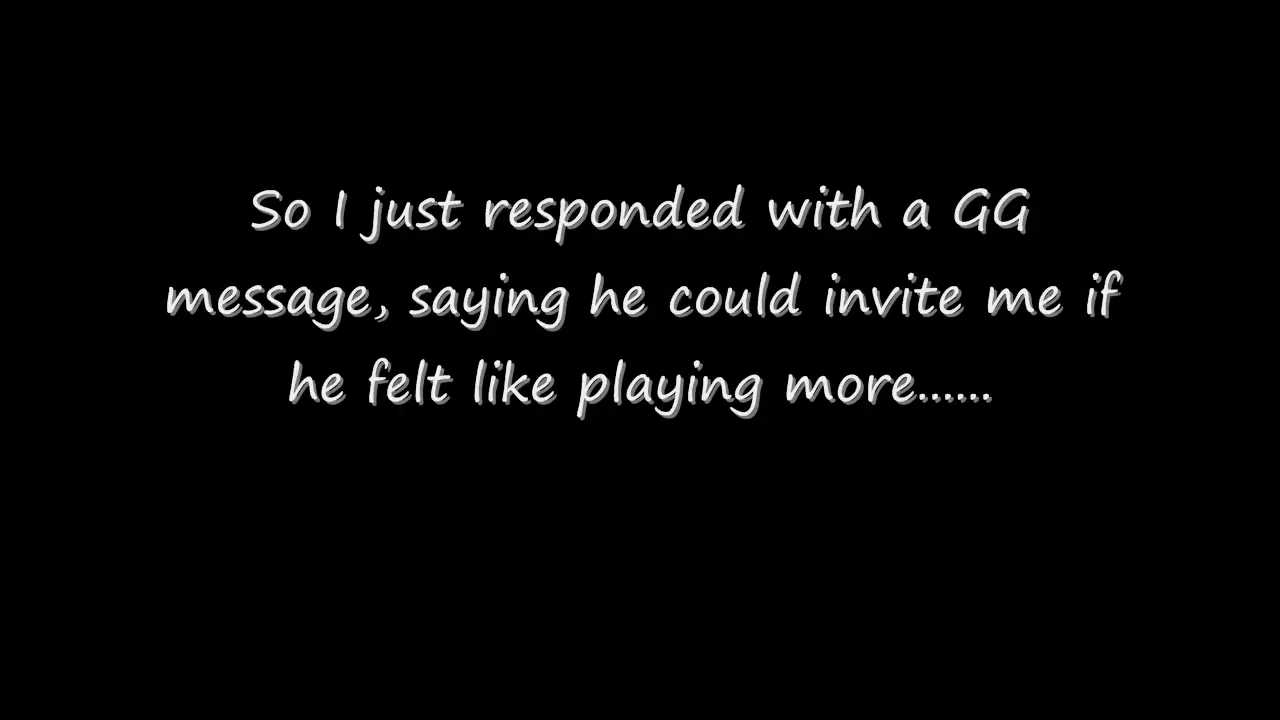 So I just responded with a GG
message, saying he could invite me if
he felt like playing more......